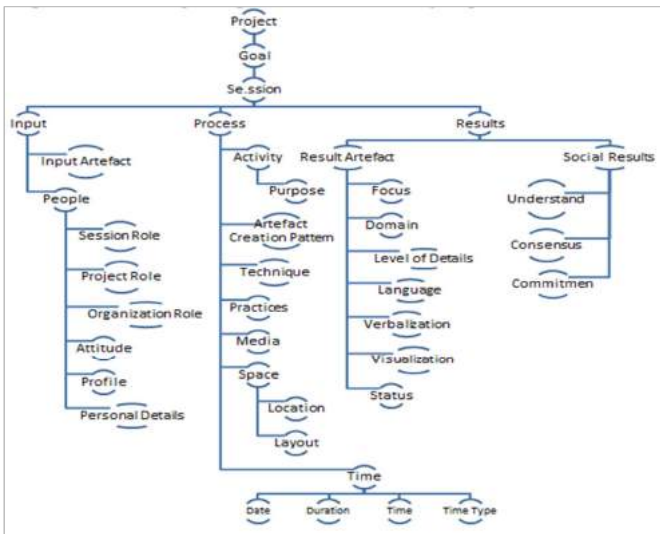 Project
Goal
Se.ssion
Input
Process
Results
Input Artefact
People
Session Role
Project Role
Organization Role
Attitude
Profile
Personal Details
Activity
Purpose
Artefact
Creation Pattern
Technique
Practices
Media
Space
Location
Layout
Time
Date
Duration
Time
Time Type
Result Artefact
Focus
Domain
Level of Details
Language
Verbalization
Visualization
Status
Social Results
Understand
Consensus
Commitmen